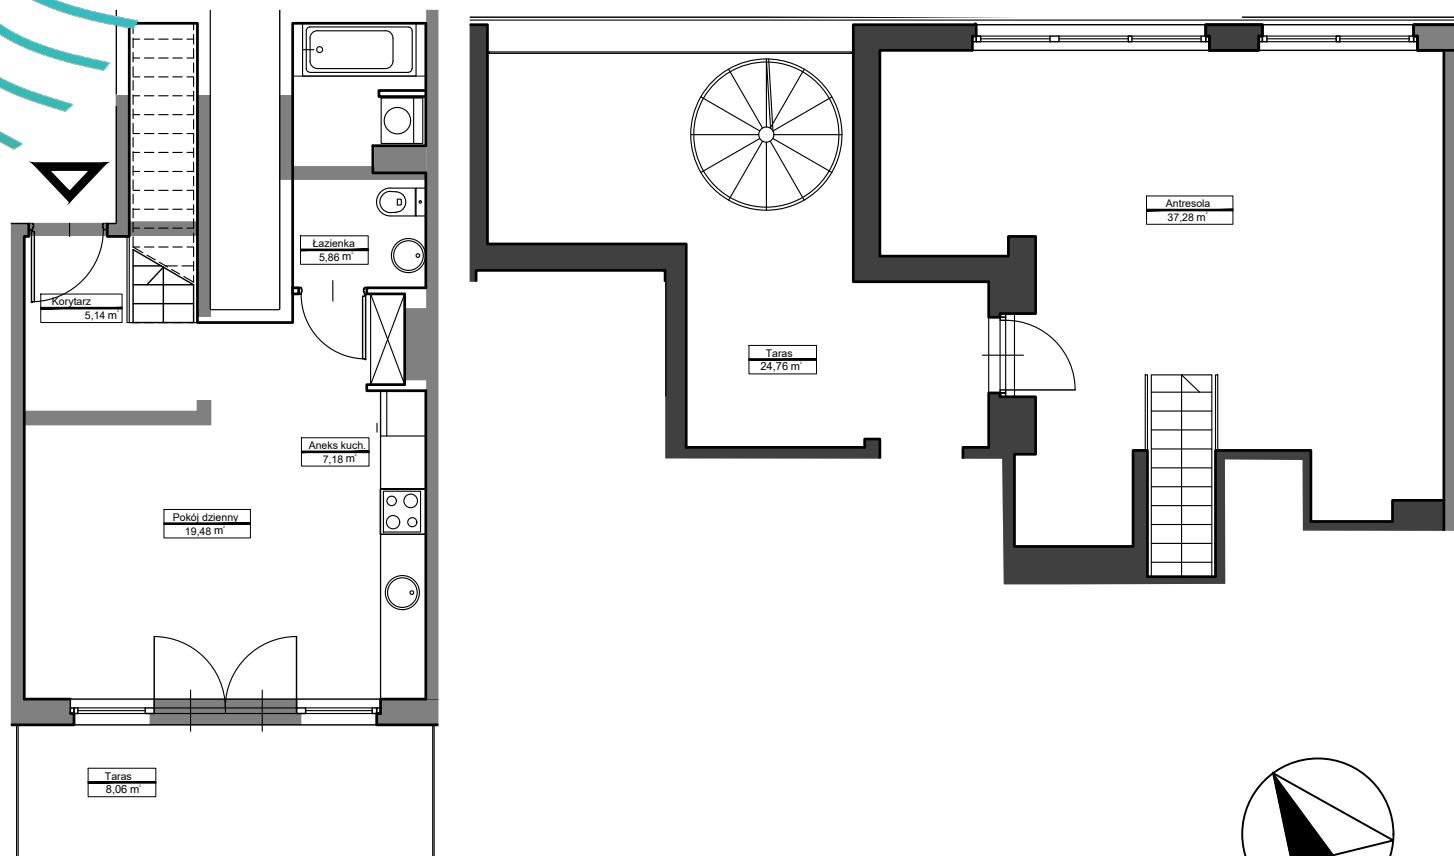 Łazienka
5,86 m²
Korytarz
5,14 m²
Aneks kuch.
7,18 m²
Pokój dzienny
19,48 m²
Taras
8,06 m²
Antresola
37,28 m²
Taras
24,76 m²